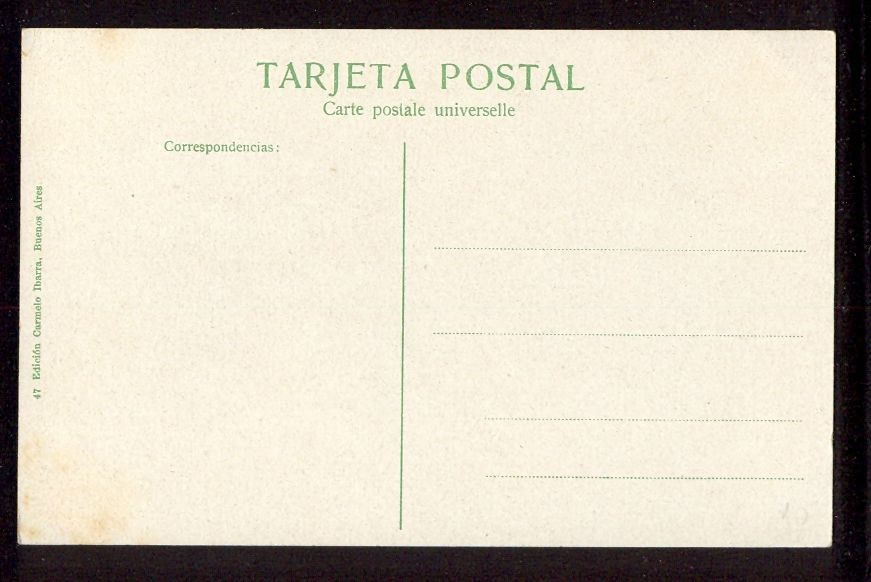 TARJETA POSTAL
Carte postale universelle
Correspondencias:
47 Edición Carmelo Ibarra, Buenos Aires